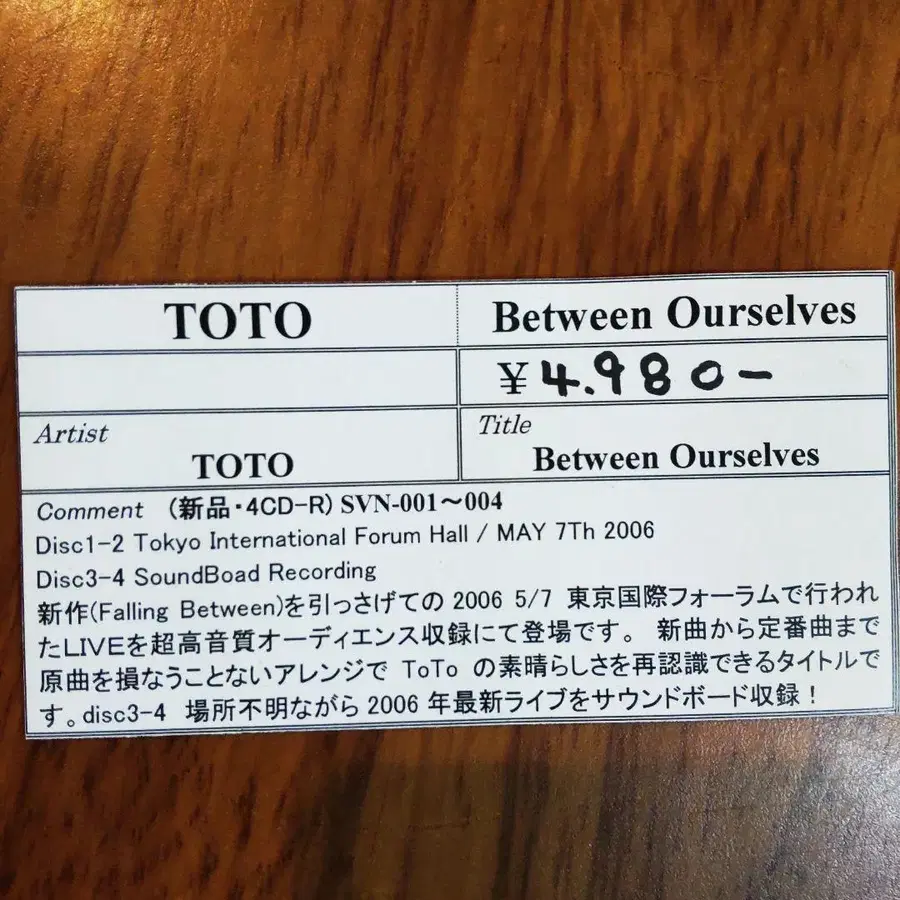 TOTO
Between Ourselves
¥4.980-
Artist
TOTO
Title
Between Ourselves
Comment (新品・4CD-R) SVN-001～004
Disc1-2 Tokyo International Forum Hall / MAY 7Th 2006
Disc3-4 SoundBoad Recording
新作(Falling Between)を引っさげての 2006 5/7 東京国際フォーラムで行われ
たLIVEを超高音質オーディエンス収録にて登場です。 新曲から定番曲まで
原曲を損なうことないアレンジで ToTo の素晴らしさを再認識できるタイトルで
す。disc3-4 場所不明ながら 2006 年最新ライブをサウンドボード収録！